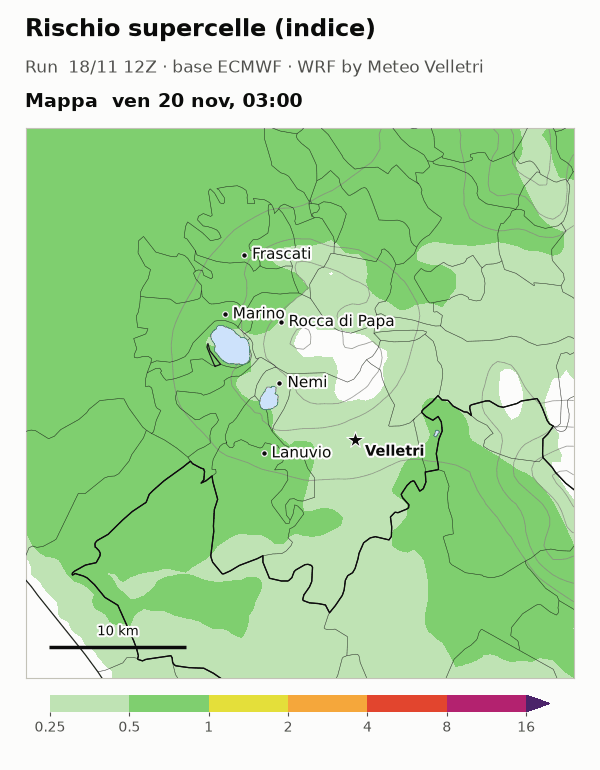 Rischio supercelle (indice)
Run  18/11 12Z · base ECMWF · WRF by Meteo Velletri
Mappa  ven 20 nov, 03:00
Frascati
Marino
Rocca di Papa
Nemi
Velletri
Lanuvio
10 km
0.25 0.5 1 2 4 8 16